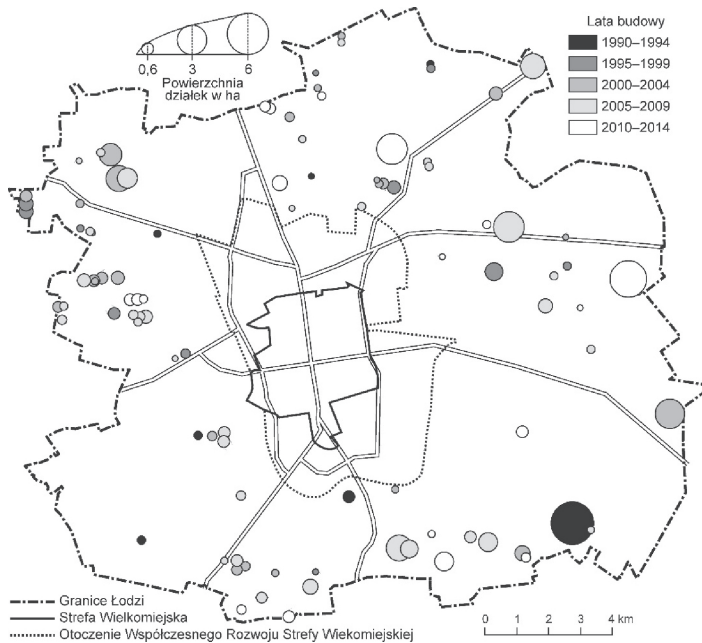 0,6 3 6
Powierzchnia
działek w ha
Lata budowy
1990–1994
1995–1999
2000–2004
2005–2009
2010–2014
Granice Łodzi
Strefa Wielkomiejska
Otoczenie Współczesnego Rozwoju Strefy Wiekomiejskiej
0 1 2 3 4 km